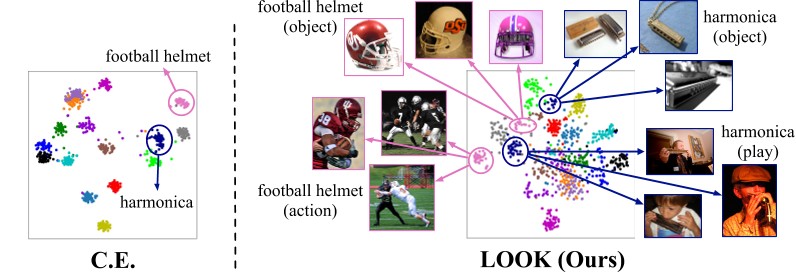 football helmet
harmonica
C.E.
football helmet
(object)
harmonica
(object)
football helmet
(action)
harmonica
(play)
LOOK (Ours)